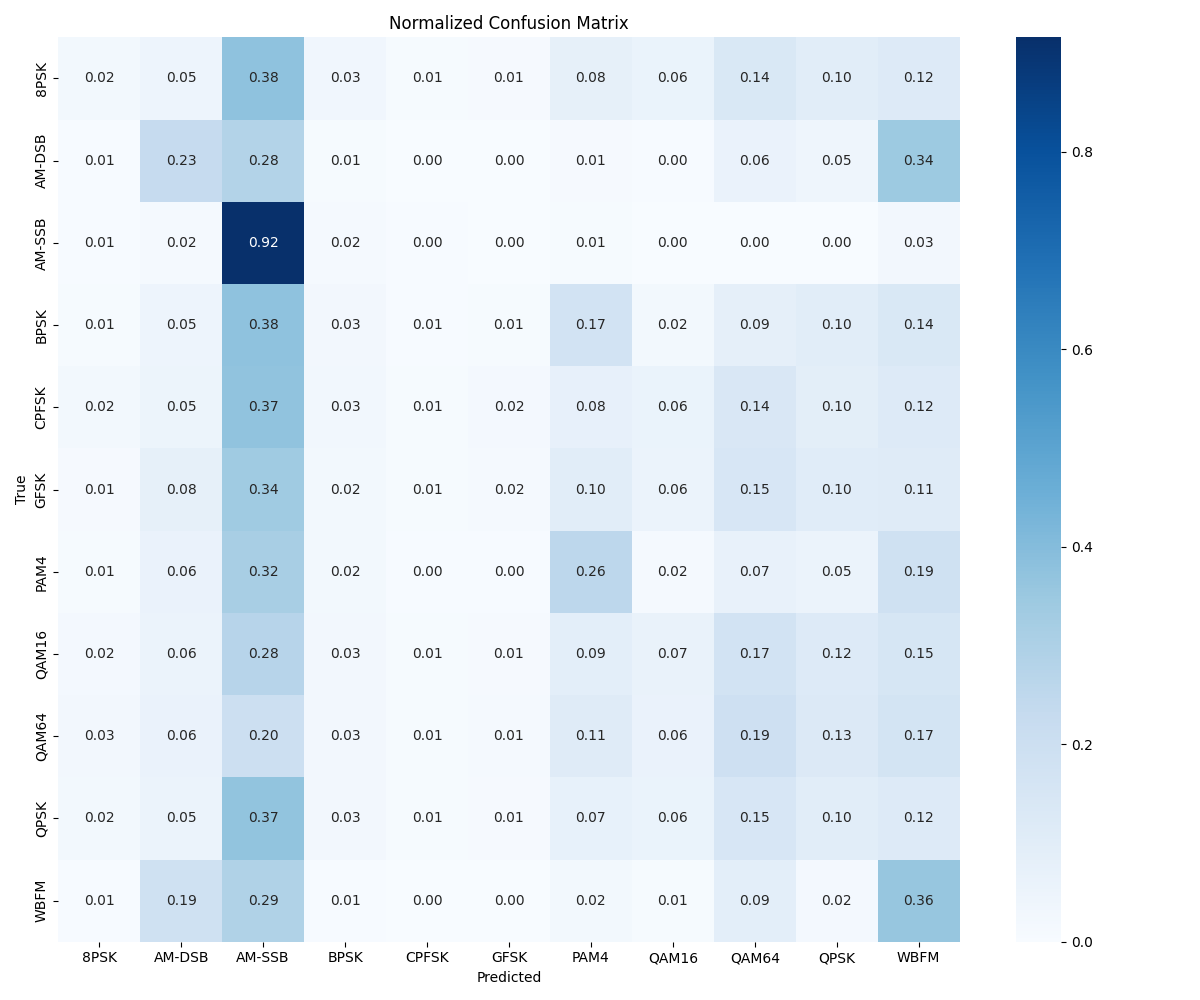 Normalized Confusion Matrix
8PSK 0.02 0.05 0.38 0.03 0.01 0.01 0.08 0.06 0.14 0.10 0.12
AM-DSB 0.01 0.23 0.28 0.01 0.00 0.00 0.01 0.00 0.06 0.05 0.34
AM-SSB 0.01 0.02 0.92 0.02 0.00 0.00 0.01 0.00 0.00 0.00 0.03
BPSK 0.01 0.05 0.38 0.03 0.01 0.01 0.17 0.02 0.09 0.10 0.14
CPFSK 0.02 0.05 0.37 0.03 0.01 0.02 0.08 0.06 0.14 0.10 0.12
GFSK 0.01 0.08 0.34 0.02 0.01 0.02 0.10 0.06 0.15 0.10 0.11
PAM4 0.01 0.06 0.32 0.02 0.00 0.00 0.26 0.02 0.07 0.05 0.19
QAM16 0.02 0.06 0.28 0.03 0.01 0.01 0.09 0.07 0.17 0.12 0.15
QAM64 0.03 0.06 0.20 0.03 0.01 0.01 0.11 0.06 0.19 0.13 0.17
QPSK 0.02 0.05 0.37 0.03 0.01 0.01 0.07 0.06 0.15 0.10 0.12
WBFM 0.01 0.19 0.29 0.01 0.00 0.00 0.02 0.01 0.09 0.02 0.36
True
8PSK AM-DSB AM-SSB BPSK CPFSK GFSK PAM4 QAM16 QAM64 QPSK WBFM
Predicted
0.8
0.6
0.4
0.2
0.0